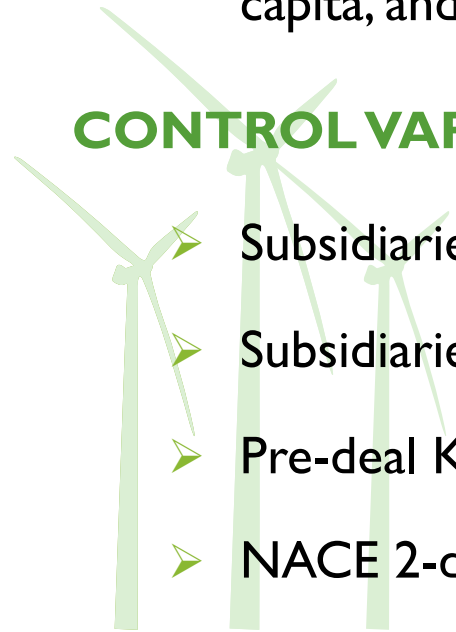 capita, and
CONTROL VAR
Subsidiarie
Subsidiarie
Pre-deal K
NACE 2-d